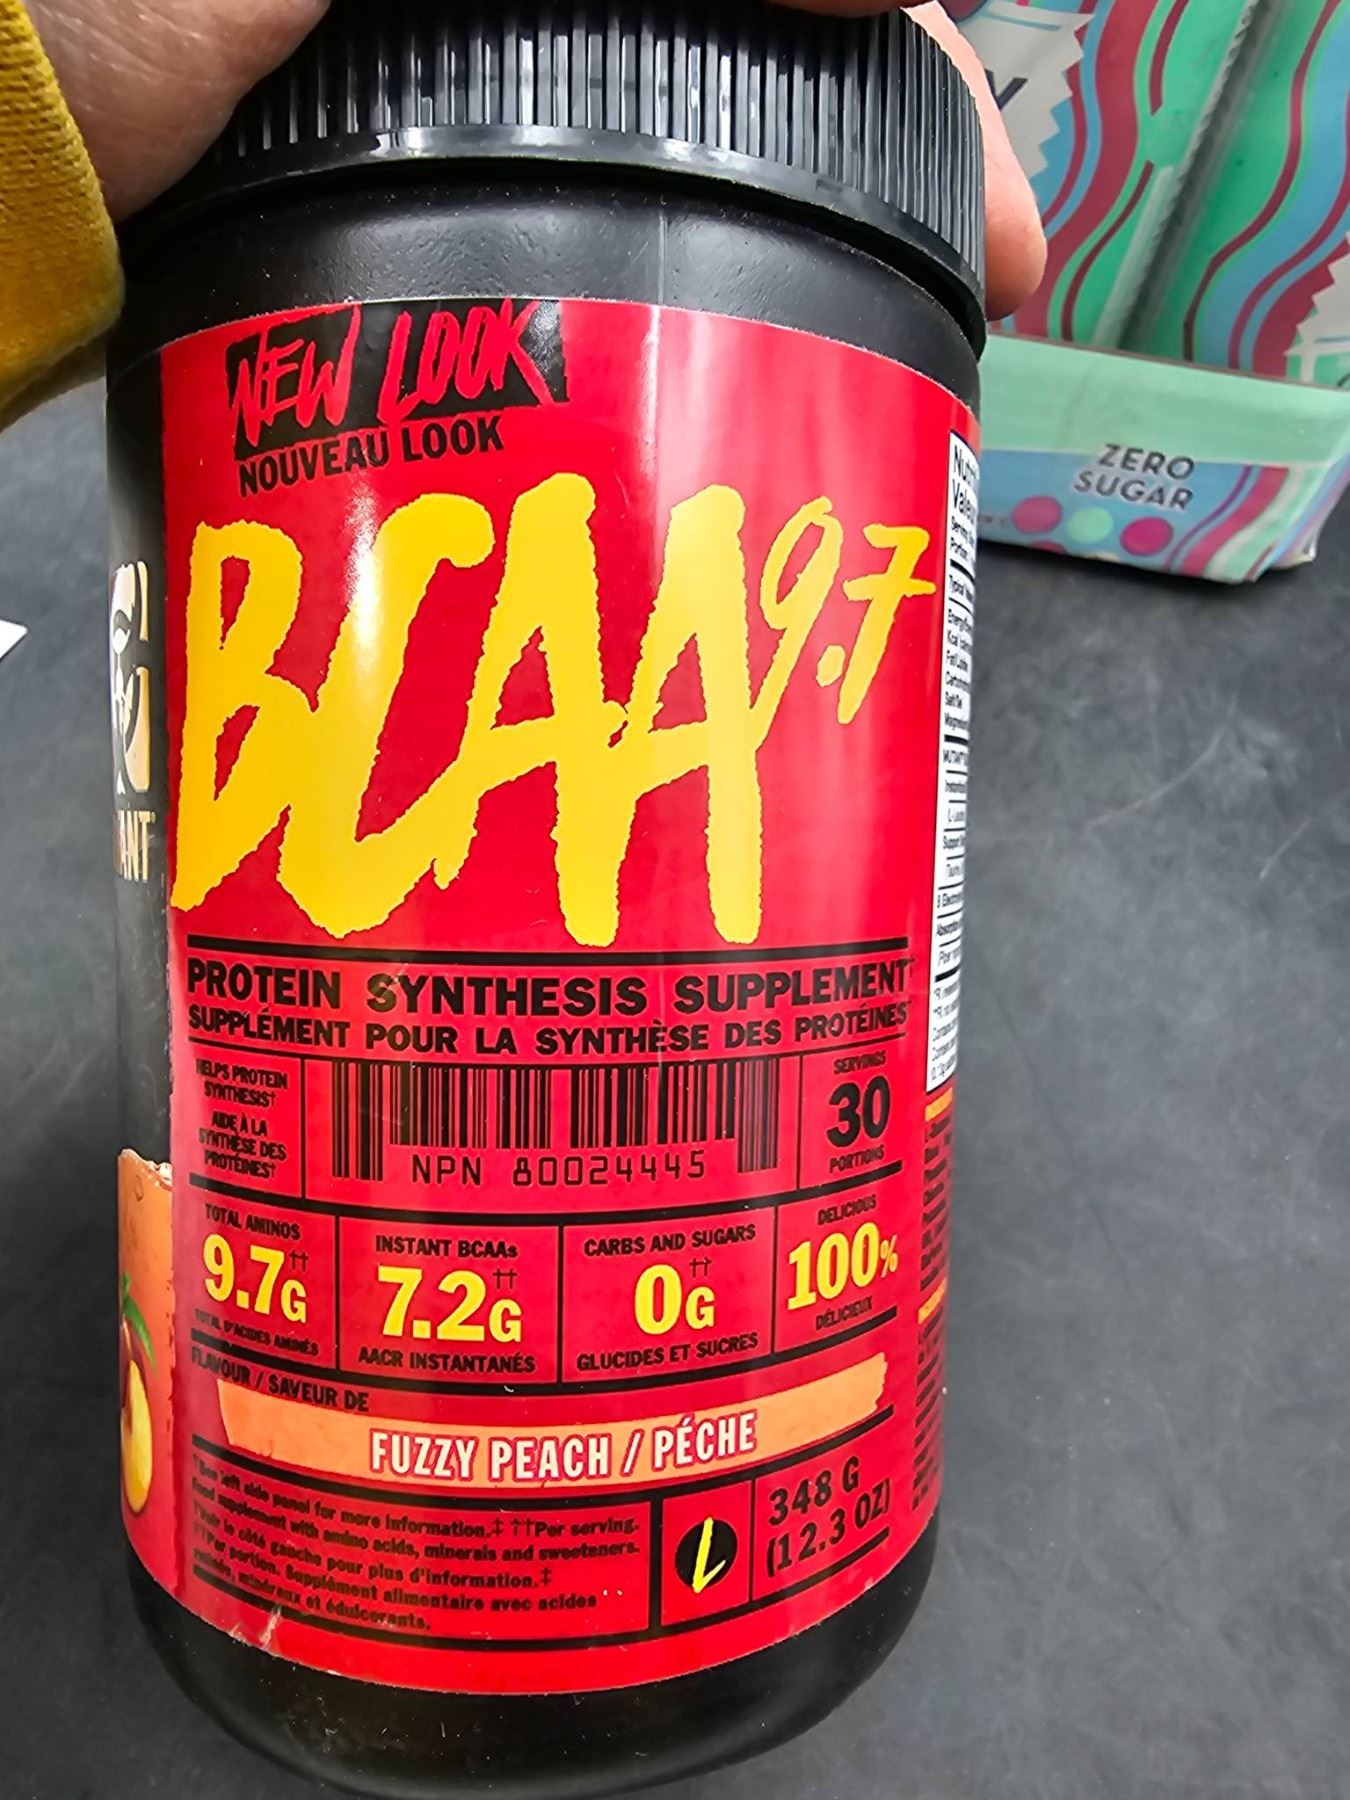 NEW LOOK
NOUVEAU LOOK
BCAA9.7
ANT
PROTEIN SYNTHESIS SUPPLEMENT†
SUPPLÉMENT POUR LA SYNTHÈSE DES PROTÉINES
HELPS PROTEIN
SYNTHESIS†
AIDE À LA
SYNTHÈSE DES
PROTÉINES†
NPN 80024445
SERVINGS
30
PORTIONS
TOTAL AMINOS
9.7G††
TOTAL D'ACIDES AMINÉS
INSTANT BCAAs
7.2G††
AACR INSTANTANÉS
CARBS AND SUGARS
0G††
GLUCIDES ET SUCRES
DELICIOUS
100%
DÉLICIEUX
FLAVOUR / SAVEUR DE
FUZZY PEACH / PÉCHE
†See left side panel for more information.‡ ††Per serving.
Food supplement with amino acids, minerals and sweeteners.
†Voir le côté gauche pour plus d'information.‡
††Per portion. Supplément alimentaire avec acides
aminés, minéraux et édulcorants.
L
348 G
(12.3 OZ)
ZERO
SUGAR